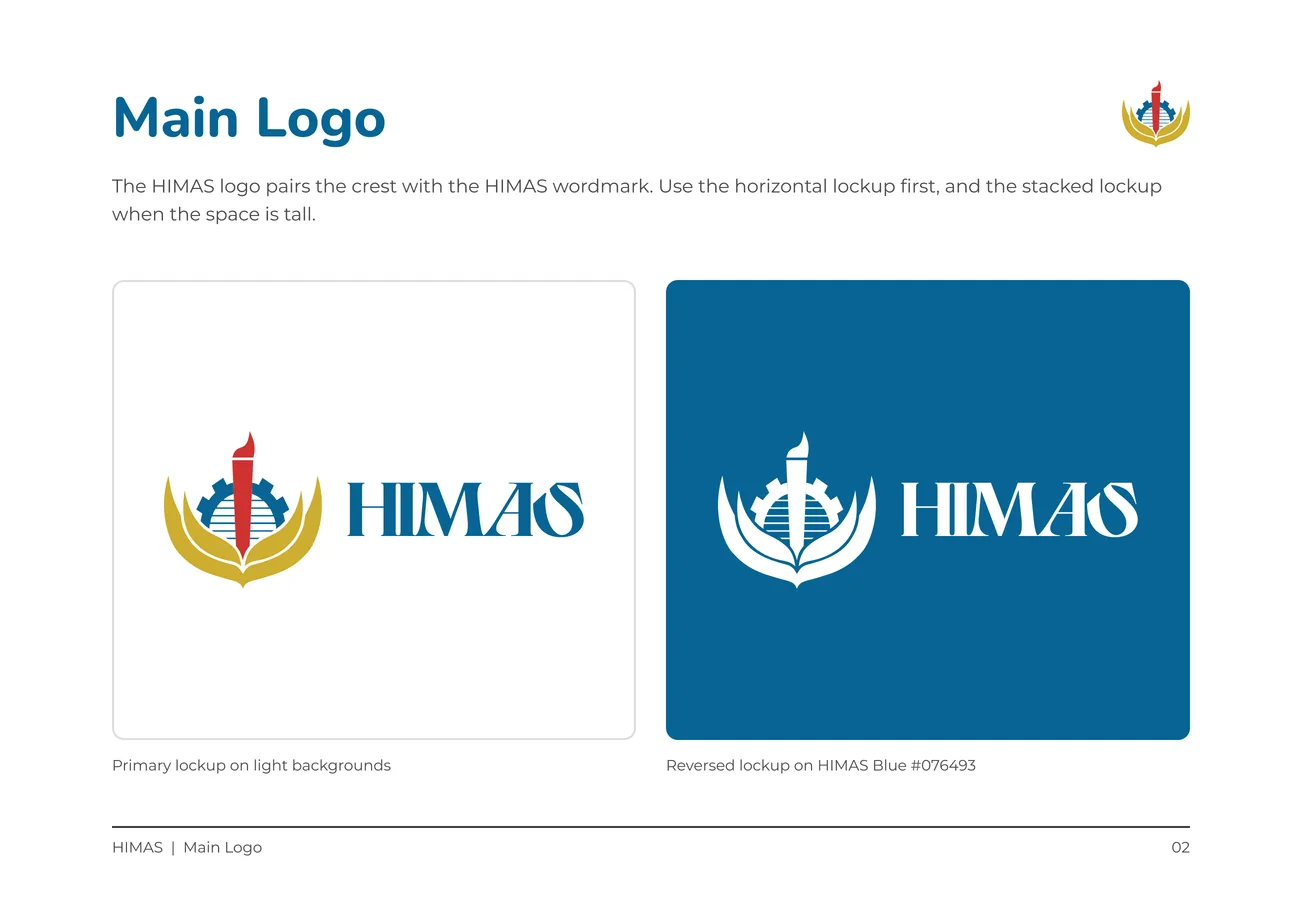 Main Logo
The HIMAS logo pairs the crest with the HIMAS wordmark. Use the horizontal lockup first, and the stacked lockup
when the space is tall.
HIMAS
HIMAS
Primary lockup on light backgrounds
Reversed lockup on HIMAS Blue #076493
HIMAS | Main Logo
02